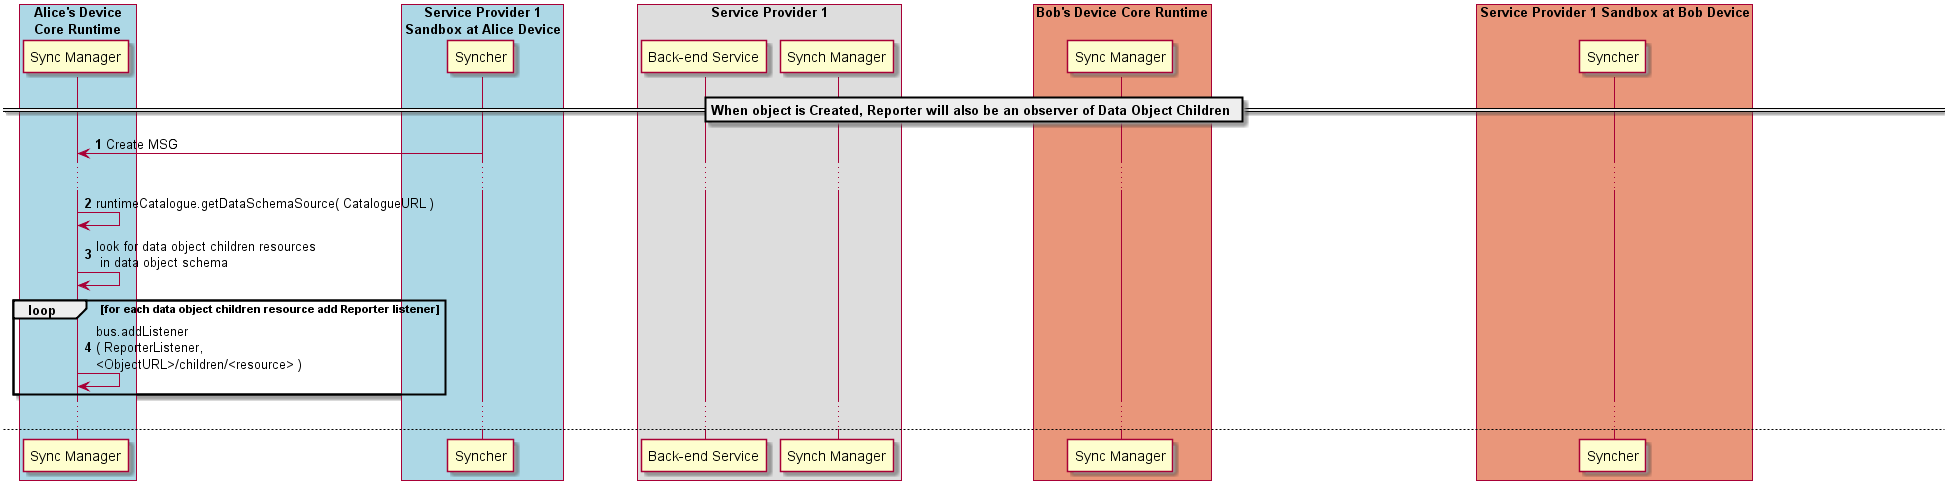 Alice's Device
Core Runtime
Service Provider 1
Sandbox at Alice Device
Service Provider 1
Bob's Device Core Runtime
Service Provider 1 Sandbox at Bob Device
Sync Manager
Syncher
Back-end Service
Synch Manager
Sync Manager
Syncher
When object is Created, Reporter will also be an observer of Data Object Children
1 Create MSG
2 runtimeCatalogue.getDataSchemaSource( CatalogueURL )
3 look for data object children resources
in data object schema
loop [for each data object children resource add Reporter listener]
bus.addListener
4 ( ReporterListener,
<ObjectURL>/children/<resource> )
Sync Manager
Syncher
Back-end Service
Synch Manager
Sync Manager
Syncher